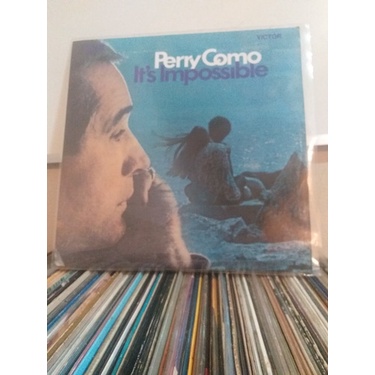 VICTOR
Perry Como
It's Impossible